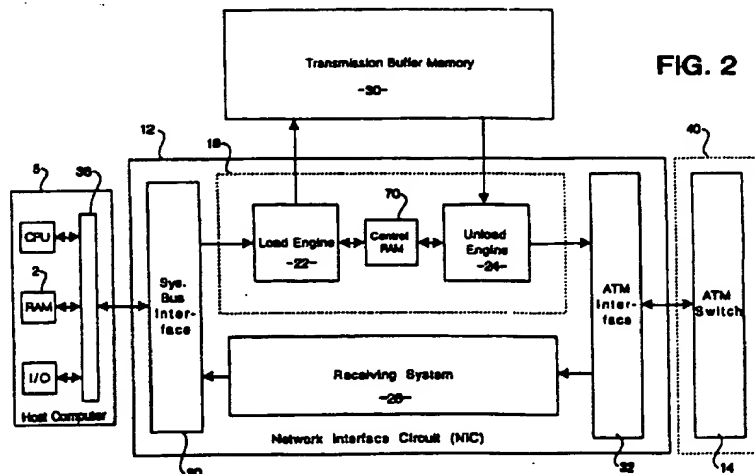 Transmission Buffer Memory
-30-
FIG. 2
12
18
40
5
36
70
CPU
2
RAM
I/O
Host Computer
Sys.
Bus
Inter-
face
Load Engine
-22-
Control
RAM
Unload
Engine
-24-
ATM
Inter-
face
ATM
Switch
Receiving System
Network Interface Circuit (NIC)
32
14